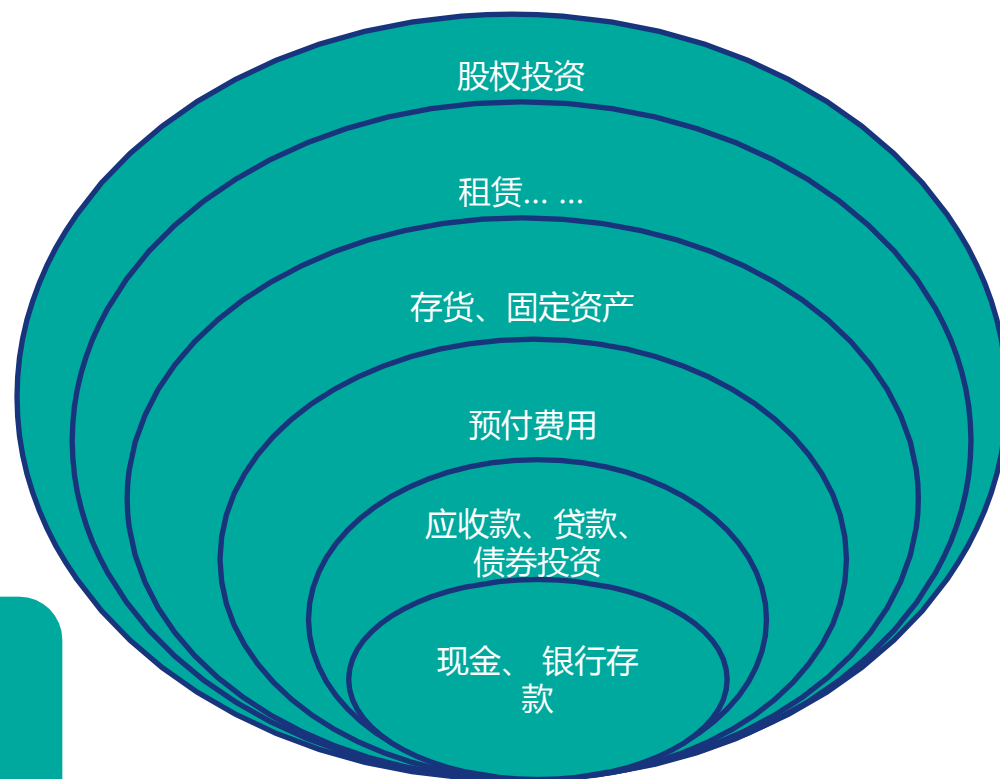 股权投资
租赁... ...
存货、固定资产
预付费用
应收款、贷款、
债券投资
现金、 银行存
款